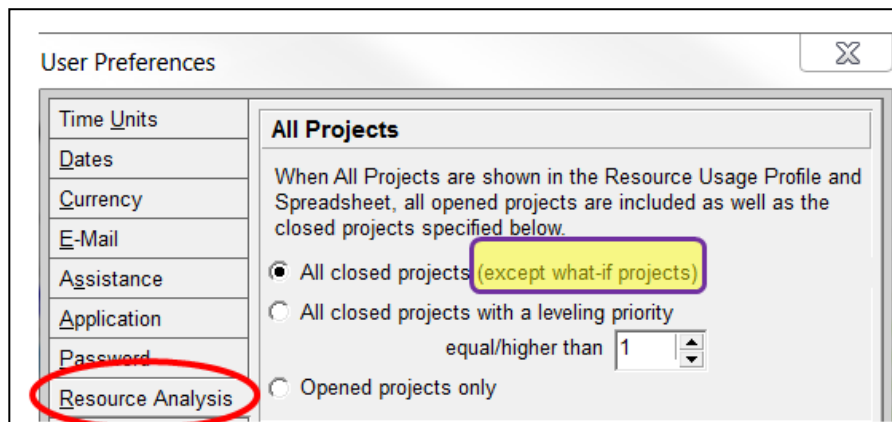 User Preferences
Time Units
Dates
Currency
E-Mail
Assistance
Application
Password
Resource Analysis
All Projects
When All Projects are shown in the Resource Usage Profile and
Spreadsheet, all opened projects are included as well as the
closed projects specified below.
All closed projects (except what-if projects)
All closed projects with a leveling priority
equal/higher than 1
Opened projects only